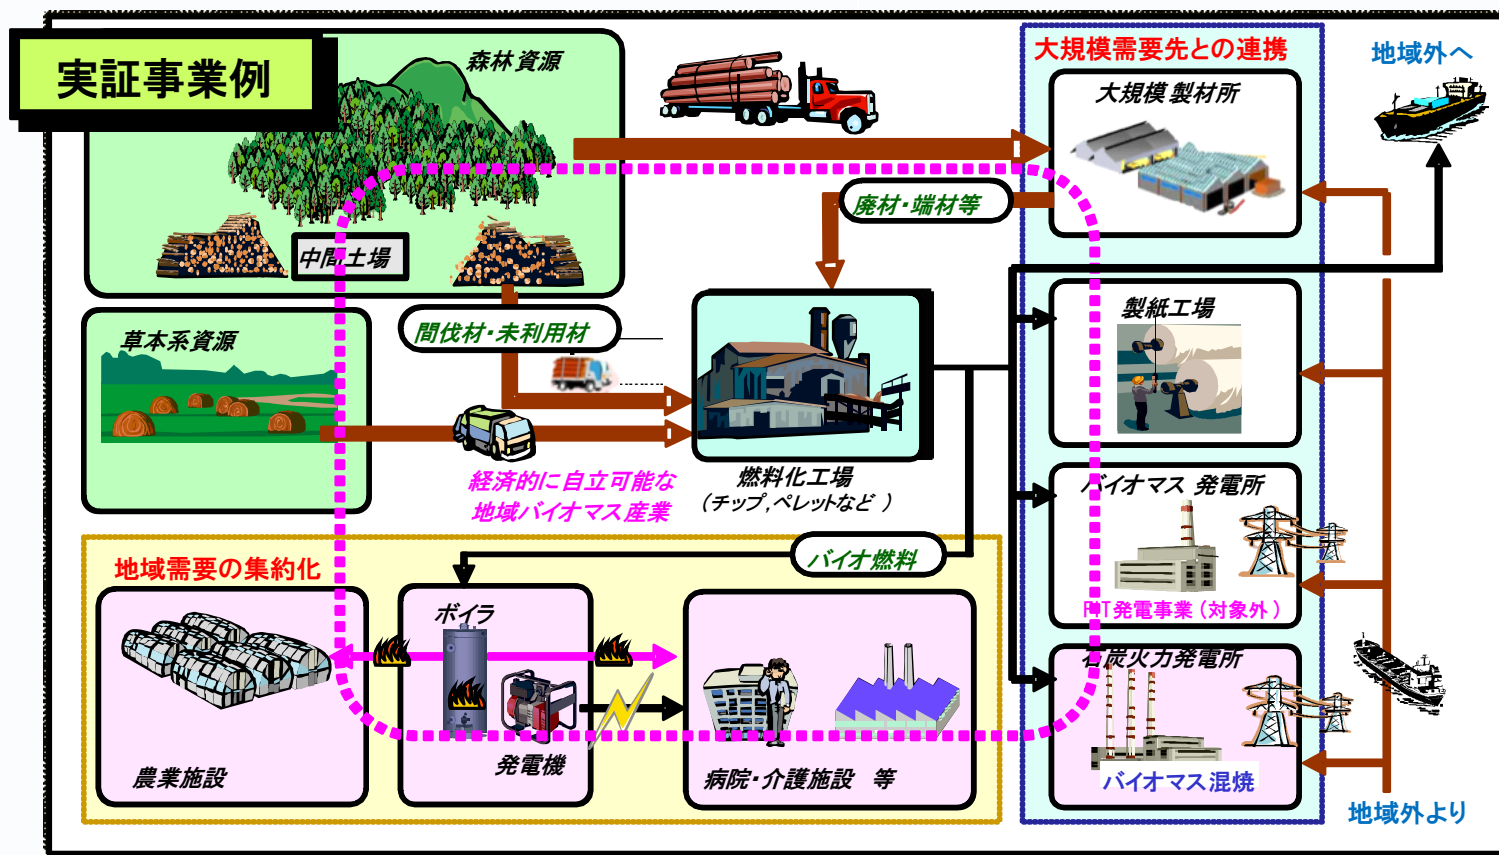 実証事業例
森林資源
中間土場
草本系資源
間伐材・未利用材
廃材・端材等
燃料化工場
(チップ,ペレットなど )
経済的に自立可能な
地域バイオマス産業
大規模需要先との連携
大規模 製材所
製紙工場
バイオマス 発電所
FIT発電事業(対象外)
石炭火力発電所
バイオマス混焼
地域外へ
地域外より
地域需要の集約化
バイオ燃料
農業施設
ボイラ
発電機
病院・介護施設 等